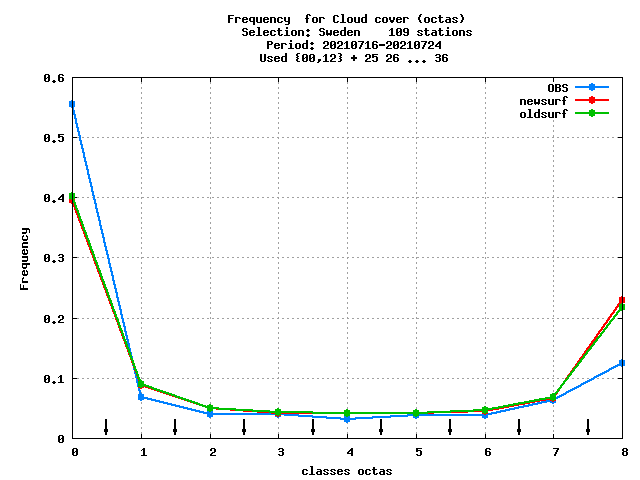 Frequency  for Cloud cover (octas)
Selection: Sweden    109 stations
Period: 20210716-20210724
Used {00,12} + 25 26 ... 36
OBS
newsurf
oldsurf
0.6
0.5
0.4
0.3
0.2
0.1
0
Frequency
0 1 2 3 4 5 6 7 8
classes octas